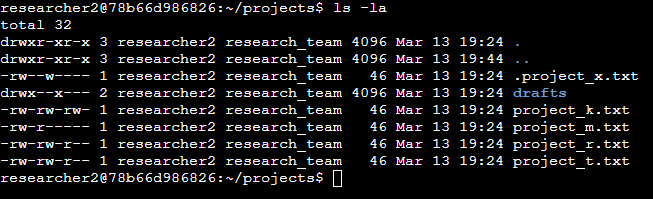 researcher2@78b66d986826:~/projects$ ls -la
total 32
drwxr-xr-x 3 researcher2 research_team 4096 Mar 13 19:24 .
drwxr-xr-x 3 researcher2 research_team 4096 Mar 13 19:44 ..
-rw--w---- 1 researcher2 research_team   46 Mar 13 19:24 .project_x.txt
drwx--x--- 2 researcher2 research_team 4096 Mar 13 19:24 drafts
-rw-rw-rw- 1 researcher2 research_team   46 Mar 13 19:24 project_k.txt
-rw-r----- 1 researcher2 research_team   46 Mar 13 19:24 project_m.txt
-rw-rw-r-- 1 researcher2 research_team   46 Mar 13 19:24 project_r.txt
-rw-rw-r-- 1 researcher2 research_team   46 Mar 13 19:24 project_t.txt
researcher2@78b66d986826:~/projects$